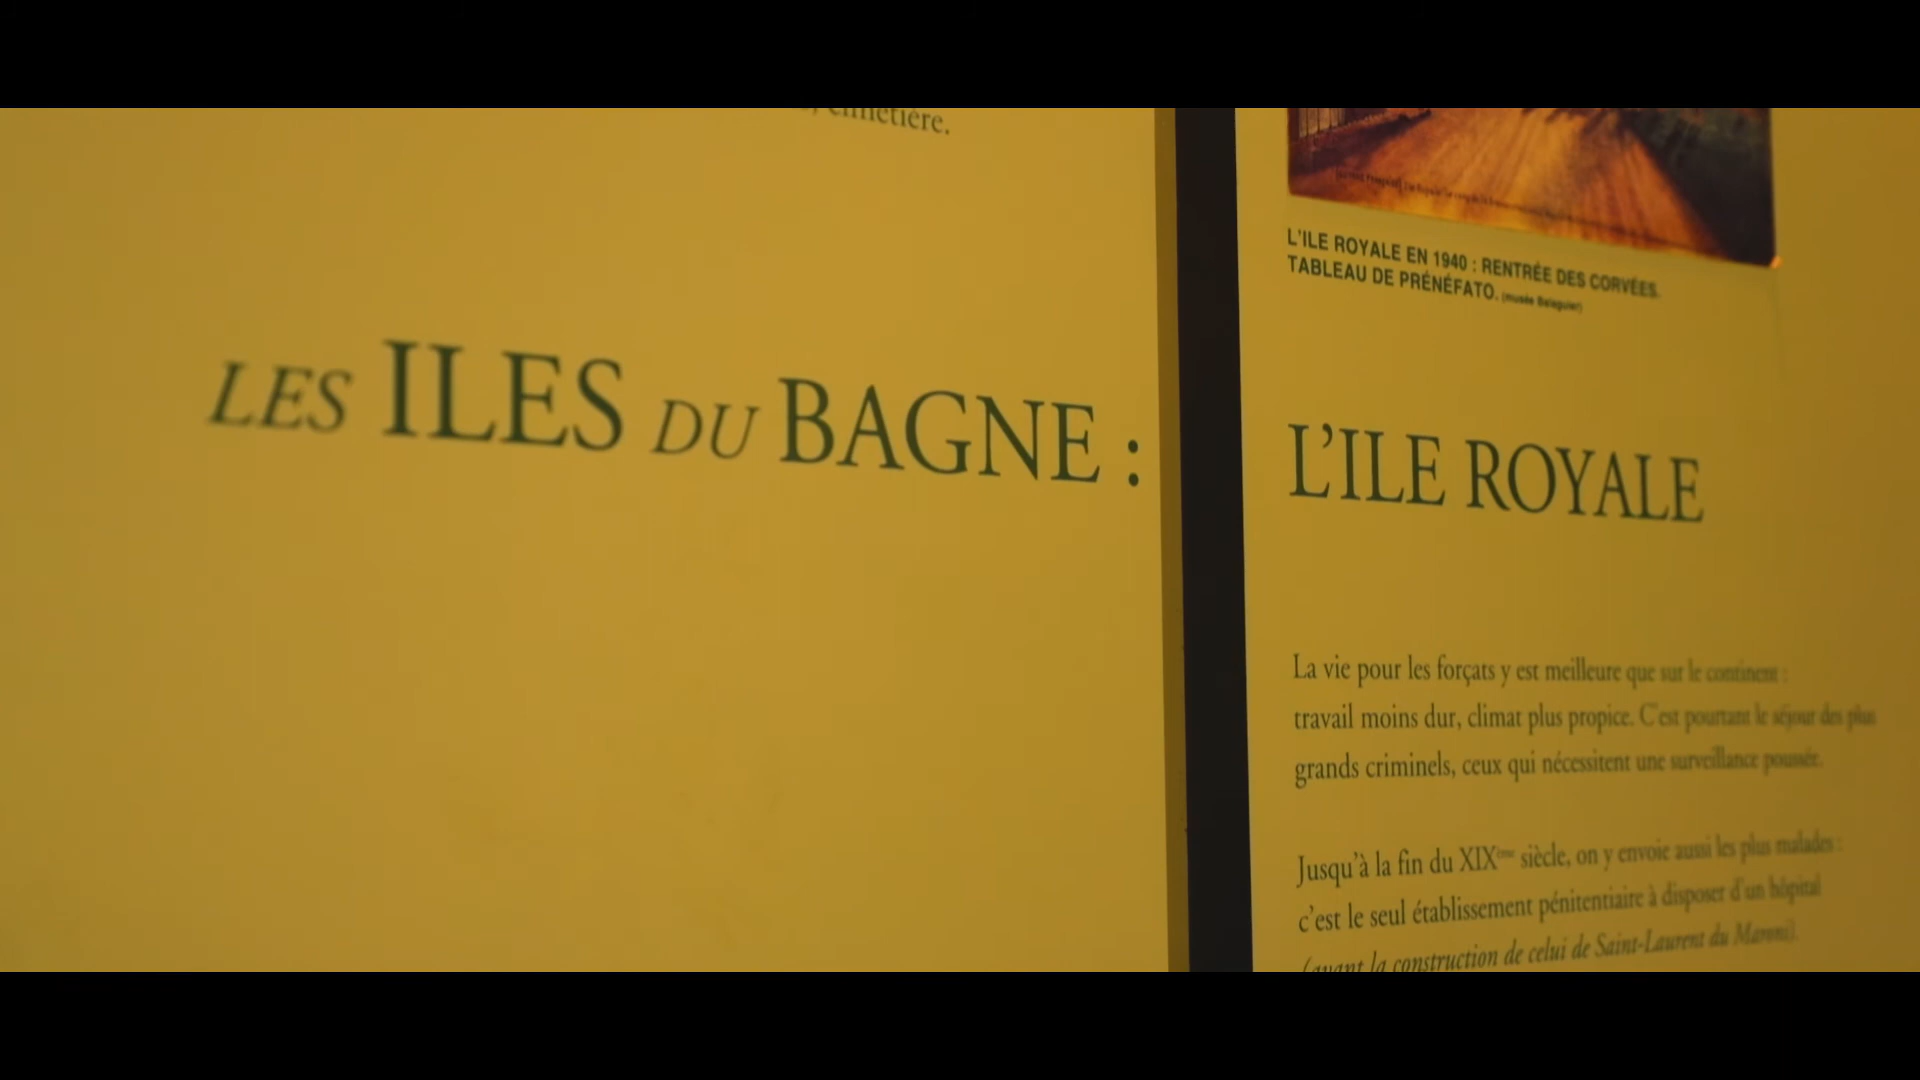 cimetière.
LES ILES DU BAGNE :
L'ILE ROYALE EN 1940 : RENTRÉE DES CORVÉES.
TABLEAU DE PRÉNÉFATO. (musée Balaguier)
L'ILE ROYALE
La vie pour les forçats y est meilleure que sur le continent :
travail moins dur, climat plus propice. C'est pourtant le séjour des plus
grands criminels, ceux qui nécessitent une surveillance poussée.
Jusqu'à la fin du XIXème siècle, on y envoie aussi les plus malades :
c'est le seul établissement pénitentiaire à disposer d'un hôpital
(avant la construction de celui de Saint-Laurent du Maroni).